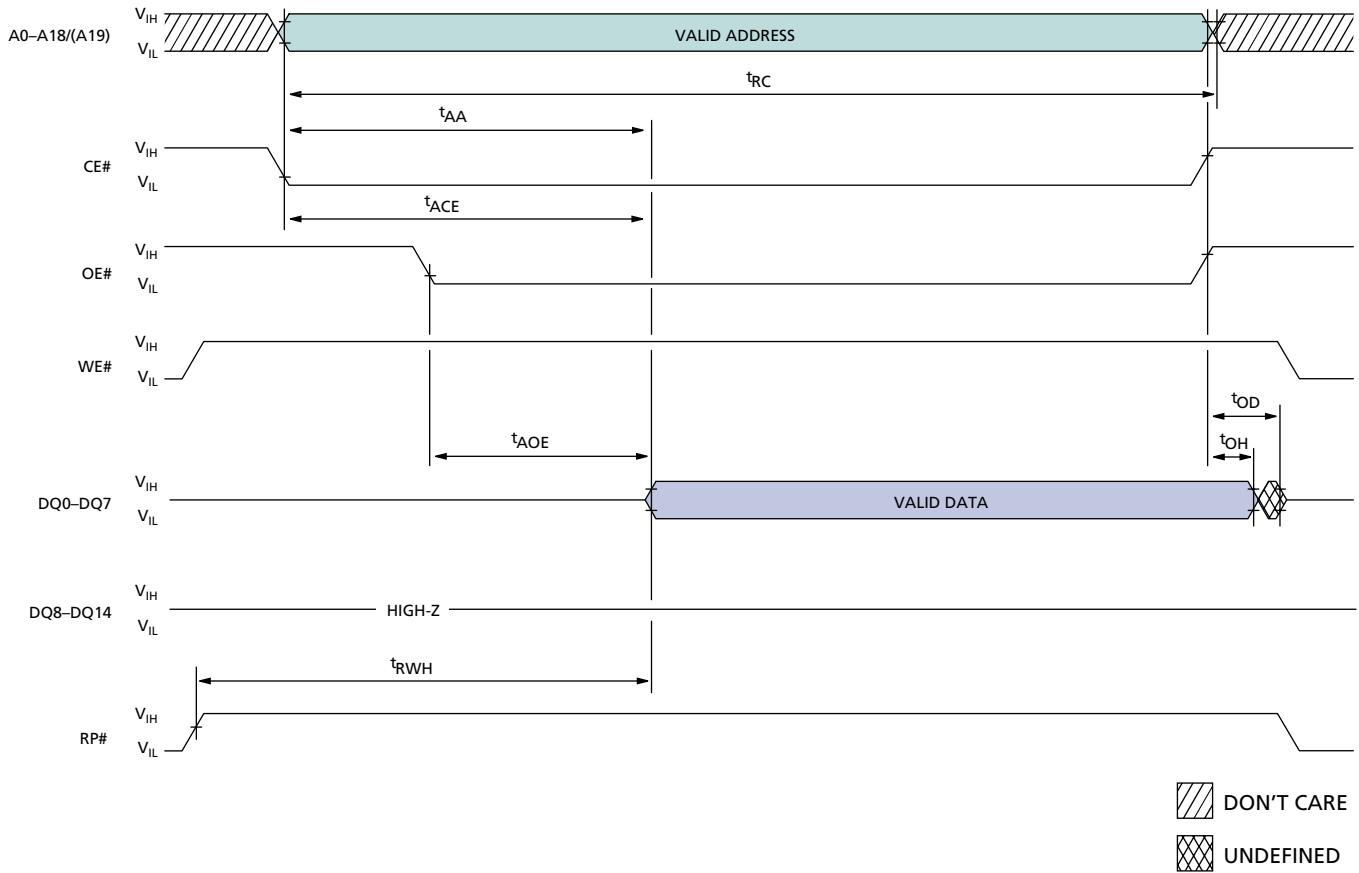 VIH
A0–A18/(A19)
VALID ADDRESS
VIL
tRC
tAA
VIH
CE#
VIL
tACE
VIH
OE#
VIL
VIH
WE#
VIL
tOD
tAOE
tOH
VIH
DQ0–DQ7
VALID DATA
VIL
VIH
DQ8–DQ14
HIGH-Z
VIL
tRWH
VIH
RP#
VIL
DON'T CARE
UNDEFINED